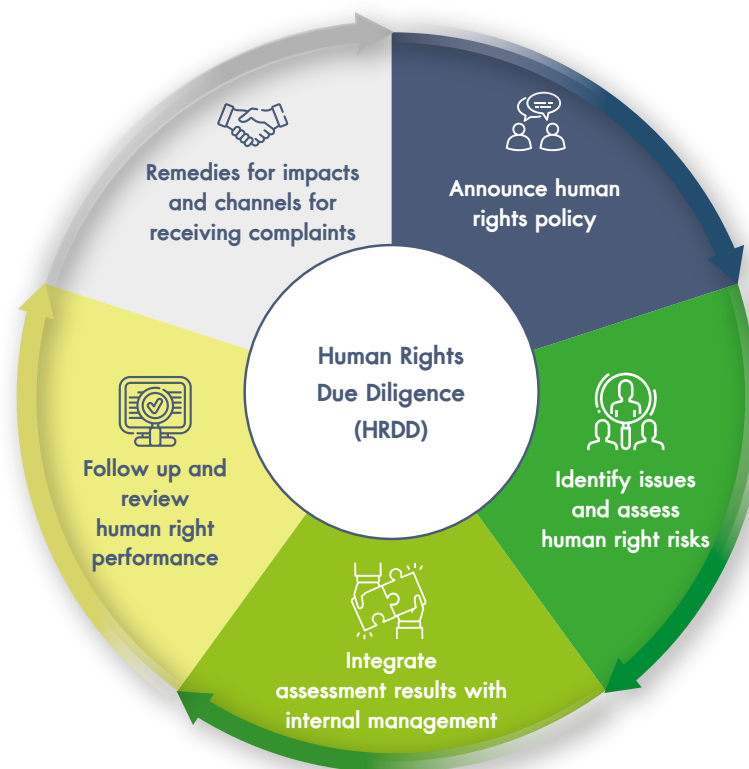 Human Rights
Due Diligence
(HRDD)
Announce human
rights policy
Identify issues
and assess
human right risks
Integrate
assessment results with
internal management
Follow up and
review
human right
performance
Remedies for impacts
and channels for
receiving complaints